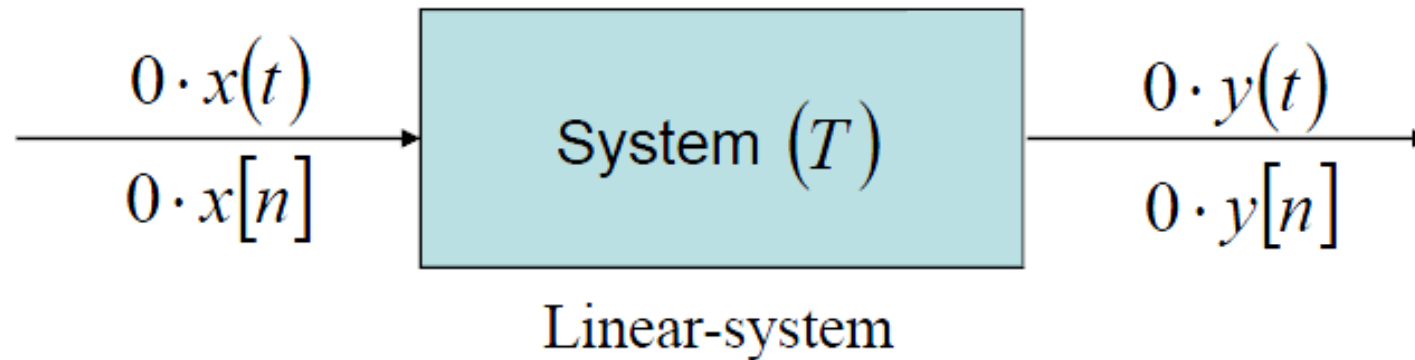 0 · x(t)
0 · x[n]
System (T)
0 · y(t)
0 · y[n]
Linear-system